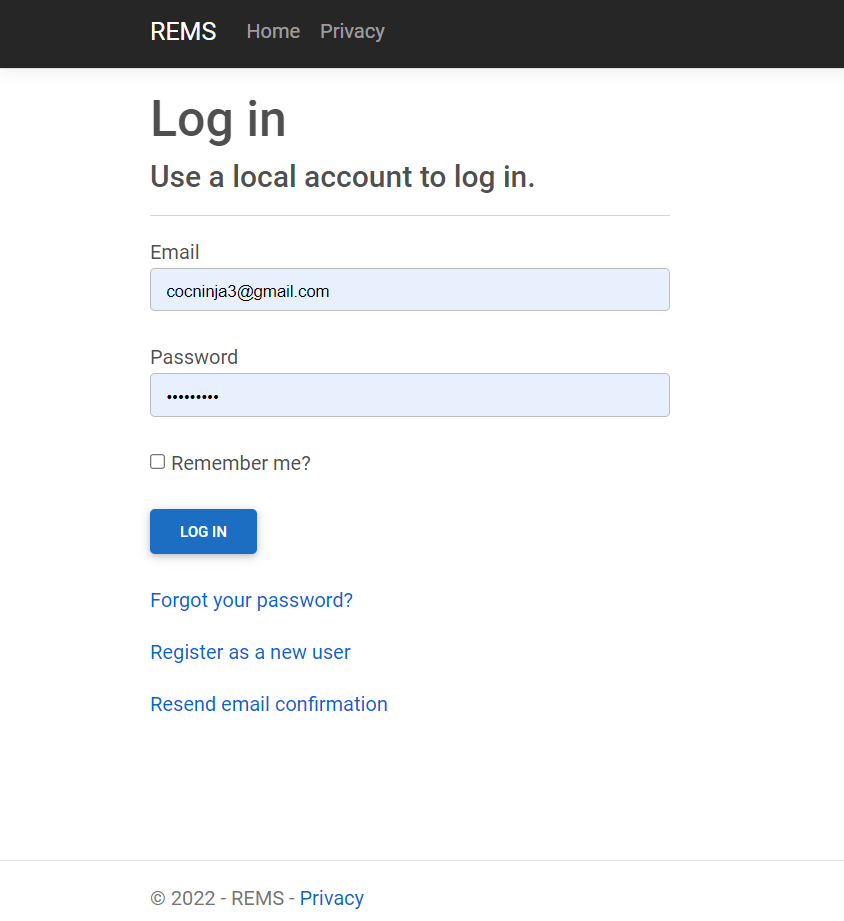 REMS Home Privacy
Log in
Use a local account to log in.
Email
cocninja3@gmail.com
Password
•••••••••
Remember me?
LOG IN
Forgot your password?
Register as a new user
Resend email confirmation
© 2022 - REMS - Privacy